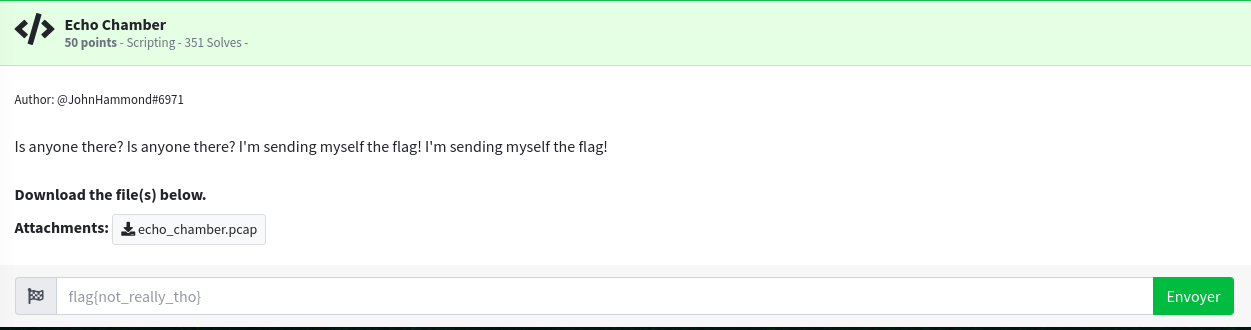 Echo Chamber
50 points - Scripting - 351 Solves -
Author: @JohnHammond#6971
Is anyone there? Is anyone there? I'm sending myself the flag! I'm sending myself the flag!
Download the file(s) below.
Attachments: echo_chamber.pcap
flag{not_really_tho} Envoyer